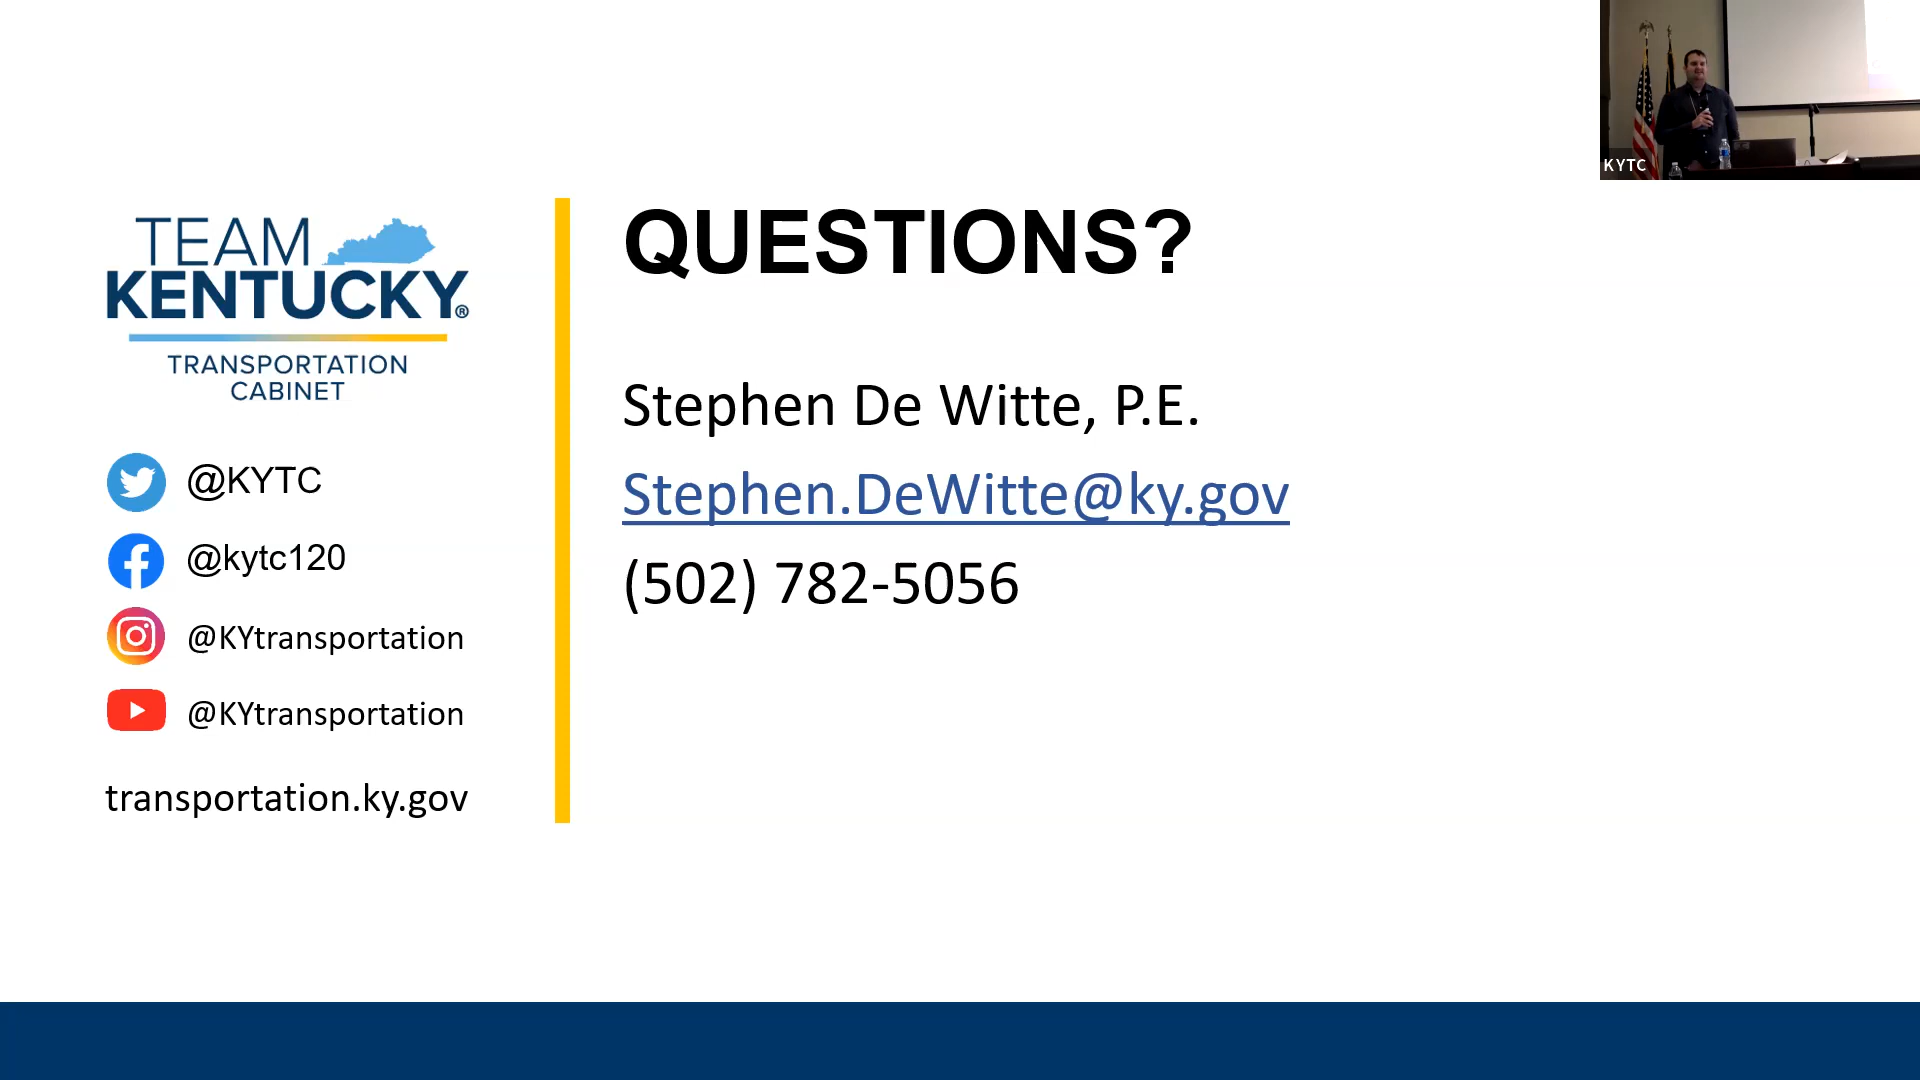 KYTC
TEAM
KENTUCKY®
TRANSPORTATION
CABINET
@KYTC
@kytc120
@KYtransportation
@KYtransportation
transportation.ky.gov
QUESTIONS?
Stephen De Witte, P.E.
Stephen.DeWitte@ky.gov
(502) 782-5056